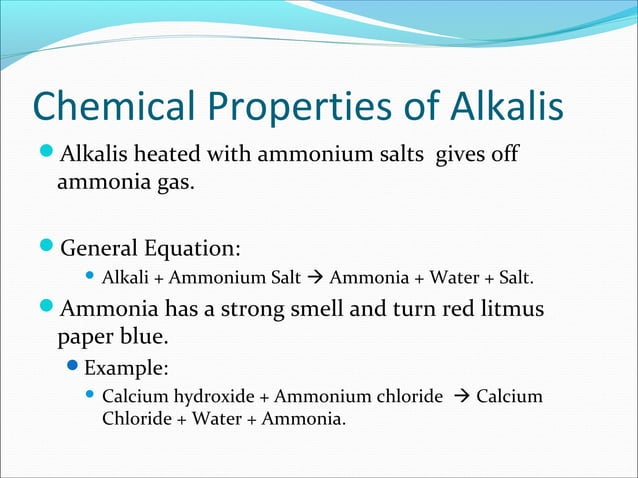 Chemical Properties of Alkalis
Alkalis heated with ammonium salts gives off
ammonia gas.
General Equation:
Alkali + Ammonium Salt → Ammonia + Water + Salt.
Ammonia has a strong smell and turn red litmus
paper blue.
Example:
Calcium hydroxide + Ammonium chloride → Calcium
Chloride + Water + Ammonia.